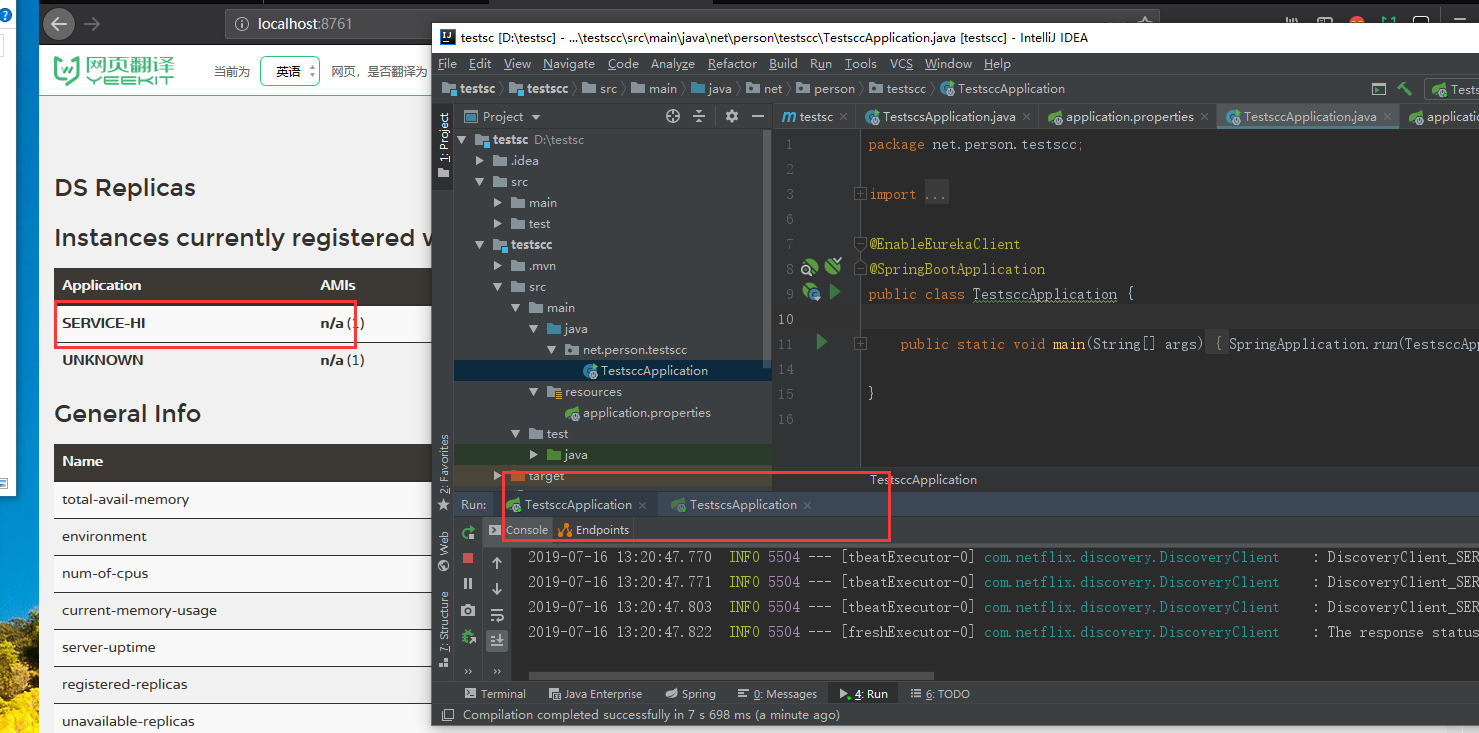 localhost:8761
网页翻译
YEEKIT
当前为
英语
网页，是否翻译为
DS Replicas
Instances currently registered
Application
AMIs
SERVICE-HI
n/a (1)
UNKNOWN
n/a (1)
General Info
Name
total-avail-memory
environment
num-of-cpus
current-memory-usage
server-uptime
registered-replicas
unavailable-replicas
testsc [D:\testsc] - ...\testscc\src\main\java\net\person\testscc\TestsccApplication.java [testscc] - IntelliJ IDEA
File Edit View Navigate Code Analyze Refactor Build Run Tools VCS Window Help
testsc testscc src main java net person testscc TestsccApplication
Tests
1: Project
Project
testsc D:\testsc
.idea
src
main
test
testscc
.mvn
src
main
java
net.person.testscc
TestsccApplication
resources
application.properties
test
java
target
m testsc
TestscsApplication.java
application.properties
TestsccApplication.java
applicati
1 package net.person.testscc;
2
3 import ...
6
7 @EnableEurekaClient
8 @SpringBootApplication
9 public class TestsccApplication {
10
11 public static void main(String[] args) { SpringApplication.run(TestsccAp
14
15 }
16
TestsccApplication
2: Favorites
Web
7: Structure
Run: TestsccApplication TestscsApplication
Console Endpoints
2019-07-16 13:20:47.770 INFO 5504 --- [tbeatExecutor-0] com.netflix.discovery.DiscoveryClient : DiscoveryClient_SER
2019-07-16 13:20:47.771 INFO 5504 --- [tbeatExecutor-0] com.netflix.discovery.DiscoveryClient : DiscoveryClient_SER
2019-07-16 13:20:47.803 INFO 5504 --- [tbeatExecutor-0] com.netflix.discovery.DiscoveryClient : DiscoveryClient_SER
2019-07-16 13:20:47.822 INFO 5504 --- [freshExecutor-0] com.netflix.discovery.DiscoveryClient : The response status
Terminal Java Enterprise Spring 0: Messages 4: Run 6: TODO
Compilation completed successfully in 7 s 698 ms (a minute ago)